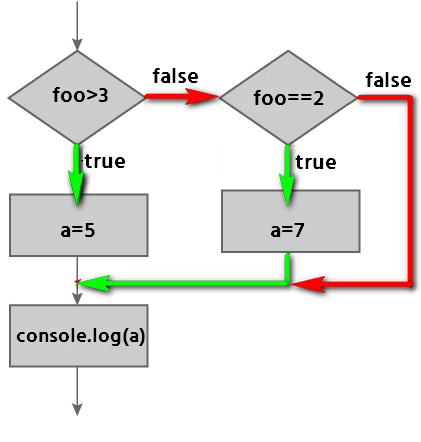 false
false
foo>3
foo==2
true
true
a=5
a=7
console.log(a)